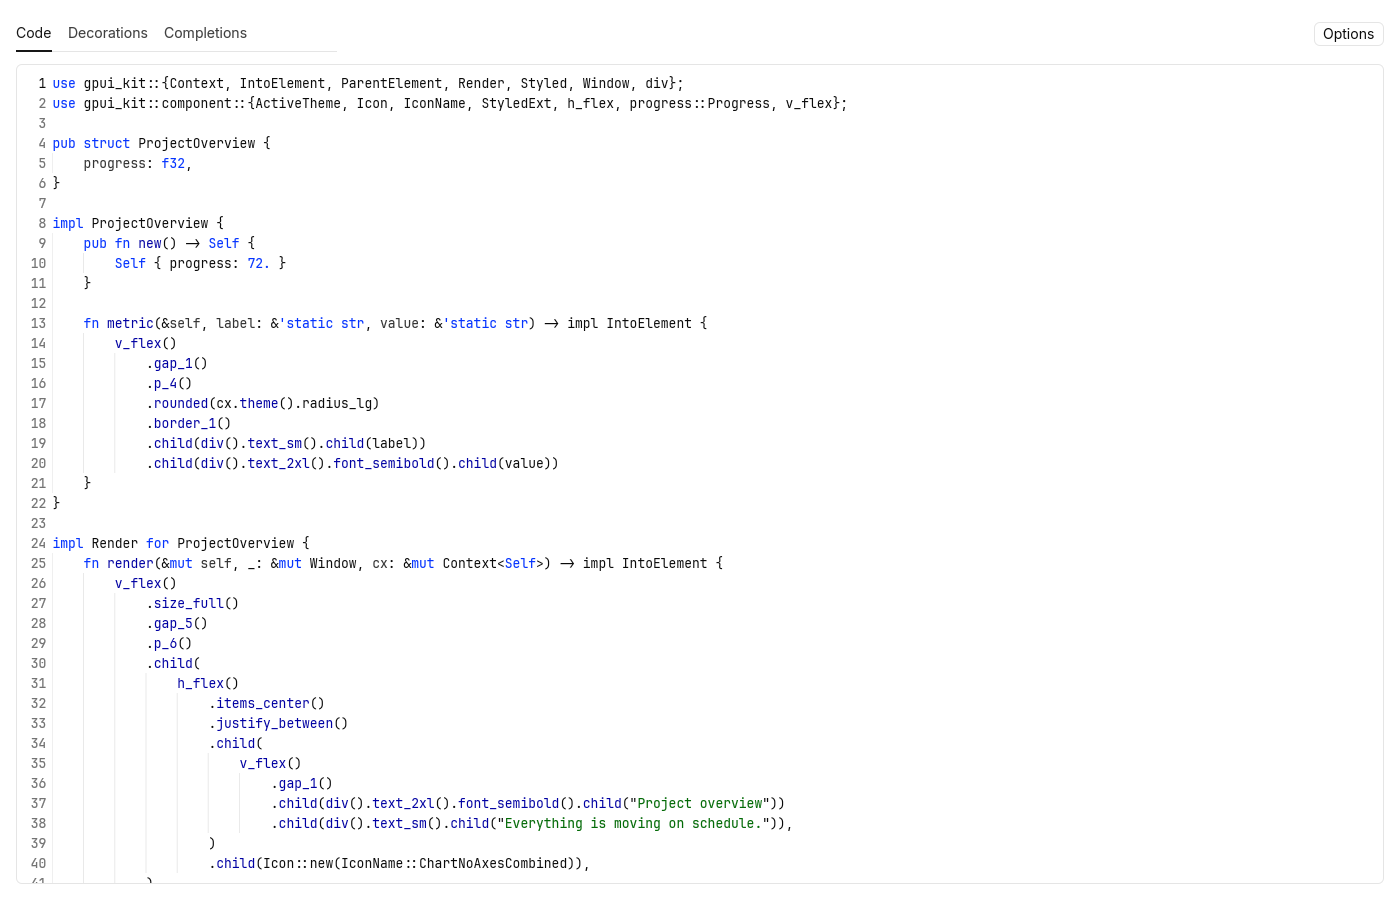 Code Decorations Completions Options
1 use gpui_kit::{Context, IntoElement, ParentElement, Render, Styled, Window, div};
2 use gpui_kit::component::{ActiveTheme, Icon, IconName, StyledExt, h_flex, progress::Progress, v_flex};
3
4 pub struct ProjectOverview {
5     progress: f32,
6 }
7
8 impl ProjectOverview {
9     pub fn new() -> Self {
10         Self { progress: 72. }
11     }
12
13     fn metric(&self, label: &'static str, value: &'static str) -> impl IntoElement {
14         v_flex()
15             .gap_1()
16             .p_4()
17             .rounded(cx.theme().radius_lg)
18             .border_1()
19             .child(div().text_sm().child(label))
20             .child(div().text_2xl().font_semibold().child(value))
21     }
22 }
23
24 impl Render for ProjectOverview {
25     fn render(&mut self, _: &mut Window, cx: &mut Context<Self>) -> impl IntoElement {
26         v_flex()
27             .size_full()
28             .gap_5()
29             .p_6()
30             .child(
31                 h_flex()
32                     .items_center()
33                     .justify_between()
34                     .child(
35                         v_flex()
36                             .gap_1()
37                             .child(div().text_2xl().font_semibold().child("Project overview"))
38                             .child(div().text_sm().child("Everything is moving on schedule.")),
39                     )
40                     .child(Icon::new(IconName::ChartNoAxesCombined)),
41             )